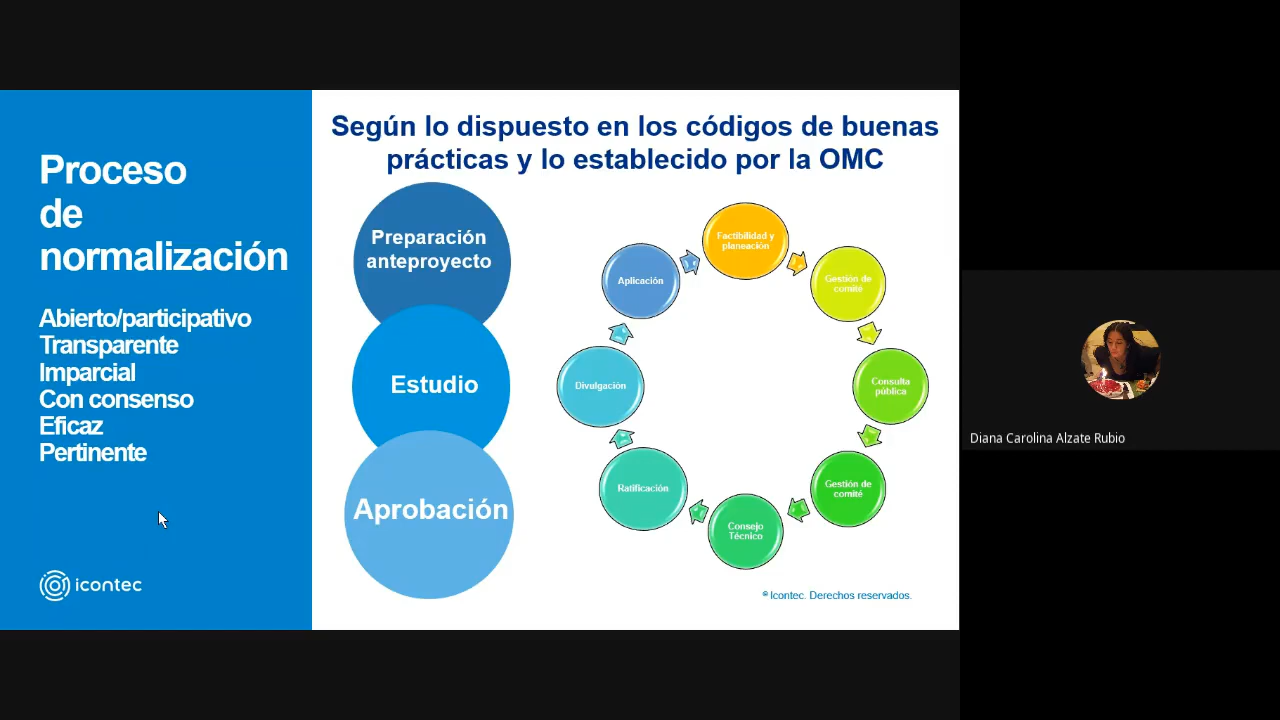 Proceso
de
normalización
Abierto/participativo
Transparente
Imparcial
Con consenso
Eficaz
Pertinente
icontec
Según lo dispuesto en los códigos de buenas
prácticas y lo establecido por la OMC
Preparación
anteproyecto
Estudio
Aprobación
Factibilidad y
planeación
Gestión de
comité
Consulta
pública
Gestión de
comité
Consejo
Técnico
Ratificación
Divulgación
Aplicación
© Icontec. Derechos reservados.
Diana Carolina Alzate Rubio